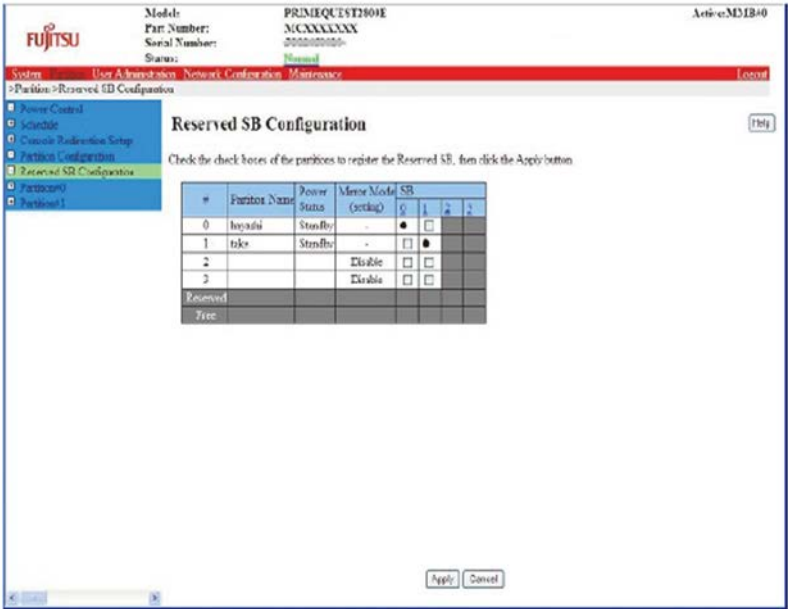 FUJITSU
Model: PRIMEQUEST2800E
Part Number: MCXXXXXXX
Serial Number:
Status: Normal
Active:MMB#0
System Partition User Administration Network Configuration Maintenance Logout
>Partition >Reserved SB Configuration
Power Control
Schedule
Console Redirection Setup
Partition Configuration
Reserved SB Configuration
Partition#0
Partition#1
Reserved SB Configuration
Help
Check the check boxes of the partitions to register the Reserved SB, then click the Apply button
# Partition Name Power Status Mirror Mode (setting) SB
0 1 2 3
0 hayashi Standby -
1 taka Standby -
2 Disable
3 Disable
Reserved
Free
Apply Cancel